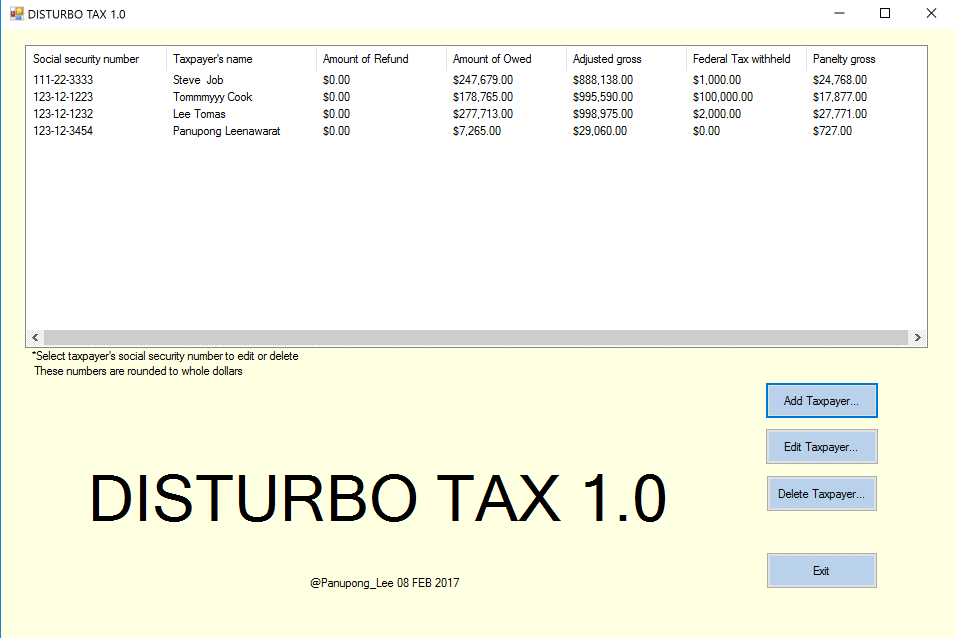 DISTURBO TAX 1.0
Social security number Taxpayer's name Amount of Refund Amount of Owed Adjusted gross Federal Tax withheld Panelty gross
111-22-3333 Steve Job $0.00 $247,679.00 $888,138.00 $1,000.00 $24,768.00
123-12-1223 Tommmyyy Cook $0.00 $178,765.00 $995,590.00 $100,000.00 $17,877.00
123-12-1232 Lee Tomas $0.00 $277,713.00 $998,975.00 $2,000.00 $27,771.00
123-12-3454 Panupong Leenawarat $0.00 $7,265.00 $29,060.00 $0.00 $727.00
*Select taxpayer's social security number to edit or delete
These numbers are rounded to whole dollars
Add Taxpayer...
Edit Taxpayer...
Delete Taxpayer...
DISTURBO TAX 1.0
Exit
@Panupong_Lee 08 FEB 2017